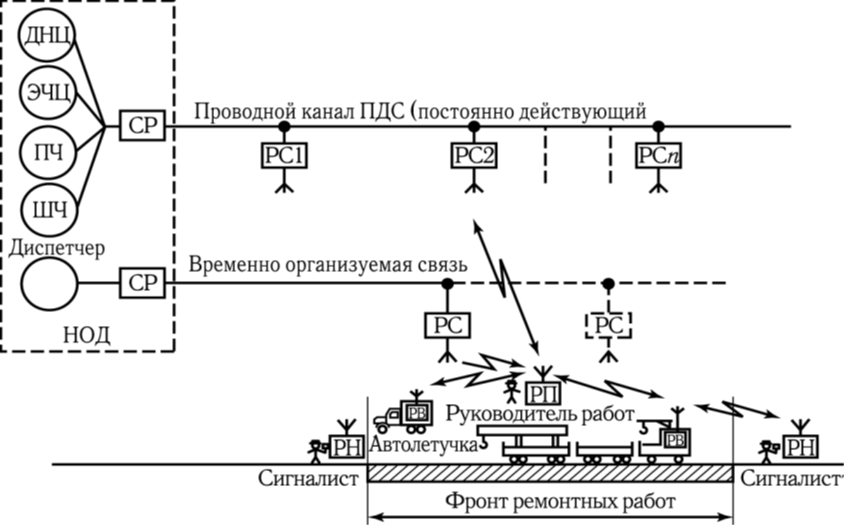 ДНЦ
ЭЧЦ
ПЧ
ШЧ
СР
Проводной канал ПДС (постоянно действующий
РС1
РС2
РСn
Диспетчер
СР
Временно организуемая связь
НОД
РС
РС
РП
Руководитель работ
РВ
Автолетучка
РВ
РН
РН
Сигналист
Сигналист
Фронт ремонтных работ